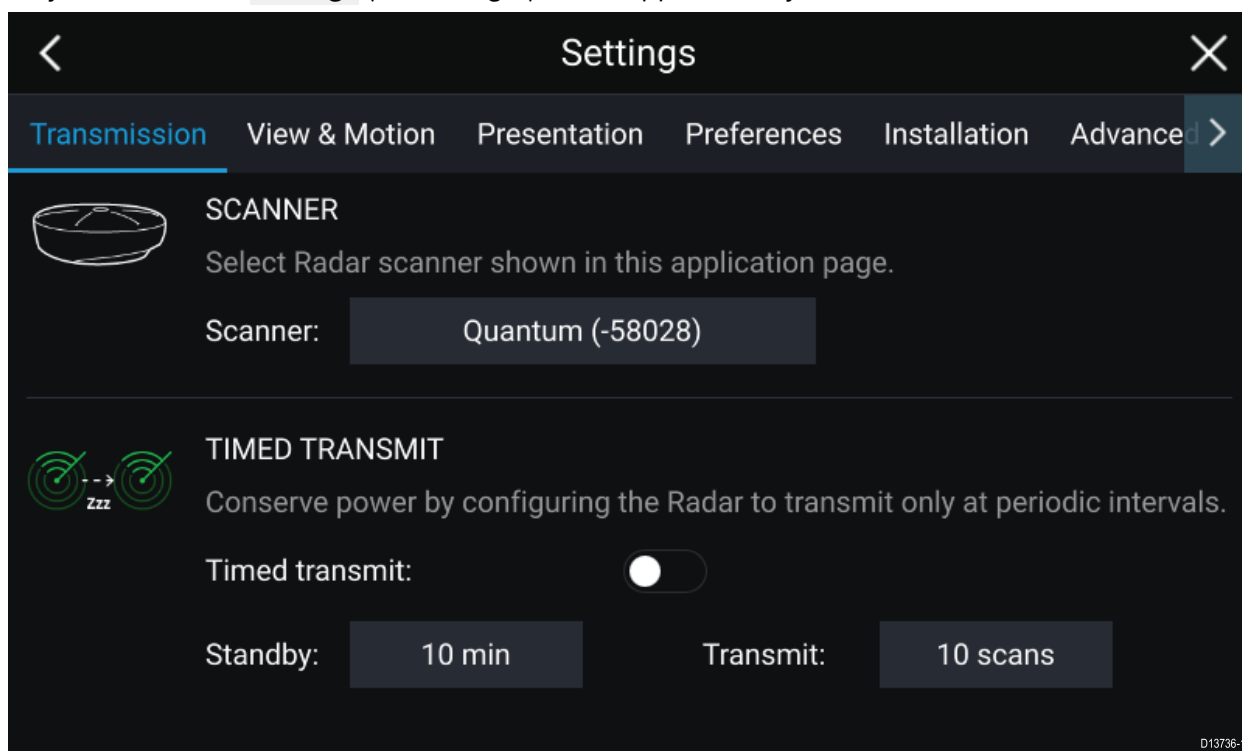 Settings
Transmission View & Motion Presentation Preferences Installation Advanced
SCANNER
Select Radar scanner shown in this application page.
Scanner: Quantum (-58028)
TIMED TRANSMIT
Zzz
Conserve power by configuring the Radar to transmit only at periodic intervals.
Timed transmit:
Standby: 10 min Transmit: 10 scans